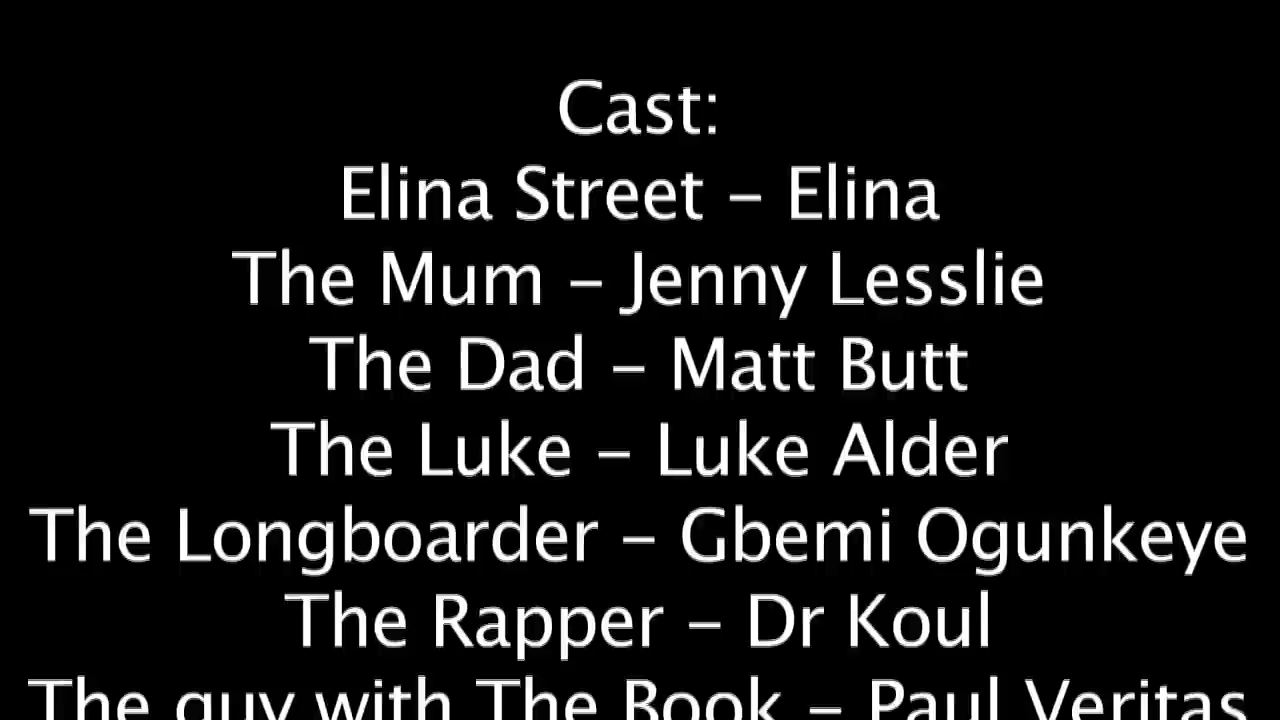 Cast:
Elina Street - Elina
The Mum - Jenny Lesslie
The Dad - Matt Butt
The Luke - Luke Alder
The Longboarder - Gbemi Ogunkeye
The Rapper - Dr Koul
The guy with The Book - Paul Veritas